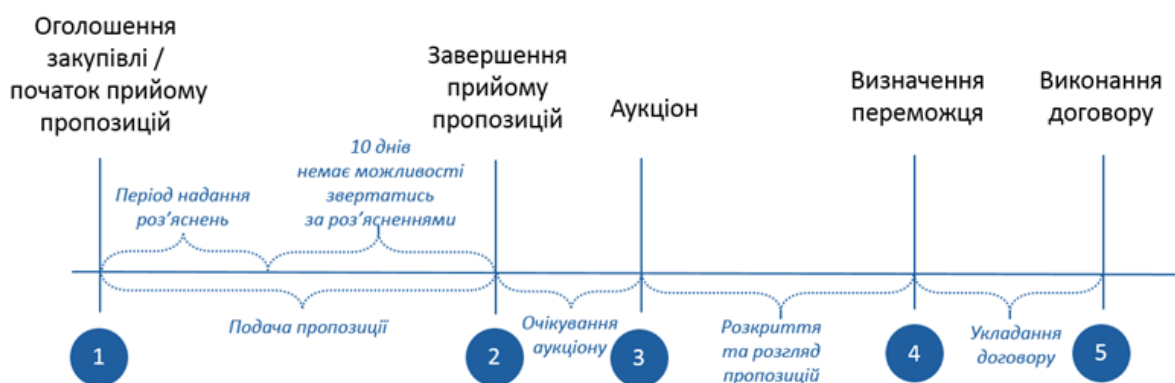 Оголошення
закупівлі /
початок прийому
пропозицій
Завершення
прийому
пропозицій
Аукціон
Визначення
переможця
Виконання
договору
Період надання
роз’яснень
10 днів
немає можливості
звертатись
за роз’ясненнями
Подача пропозиції
Очікування
аукціону
Розкриття
та розгляд
пропозицій
Укладання
договору
1
2
3
4
5